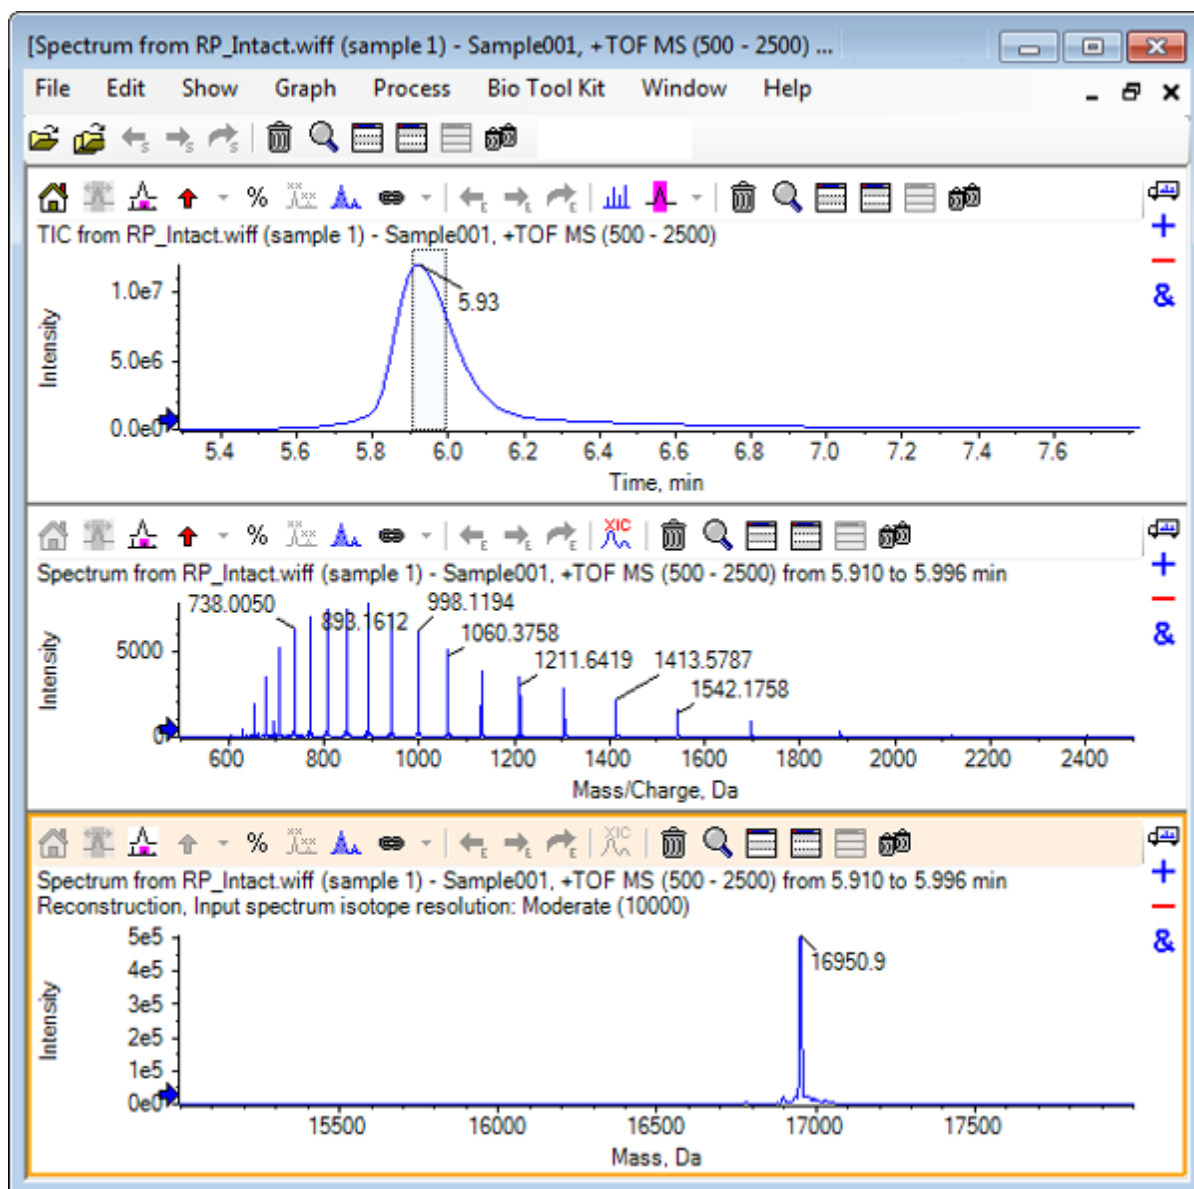 [Spectrum from RP_Intact.wiff (sample 1) - Sample001, +TOF MS (500 - 2500) ...
File Edit Show Graph Process Bio Tool Kit Window Help
TIC from RP_Intact.wiff (sample 1) - Sample001, +TOF MS (500 - 2500)
1.0e7
5.93
5.0e6
0.0e0
Intensity
5.4 5.6 5.8 6.0 6.2 6.4 6.6 6.8 7.0 7.2 7.4 7.6
Time, min
XIC
Spectrum from RP_Intact.wiff (sample 1) - Sample001, +TOF MS (500 - 2500) from 5.910 to 5.996 min
738.0050 893.1612 998.1194
1060.3758
1211.6419 1413.5787
1542.1758
5000
0
Intensity
600 800 1000 1200 1400 1600 1800 2000 2200 2400
Mass/Charge, Da
XIC
Spectrum from RP_Intact.wiff (sample 1) - Sample001, +TOF MS (500 - 2500) from 5.910 to 5.996 min
Reconstruction, Input spectrum isotope resolution: Moderate (10000)
5e5
16950.9
4e5
3e5
2e5
1e5
0e0
Intensity
15500 16000 16500 17000 17500
Mass, Da